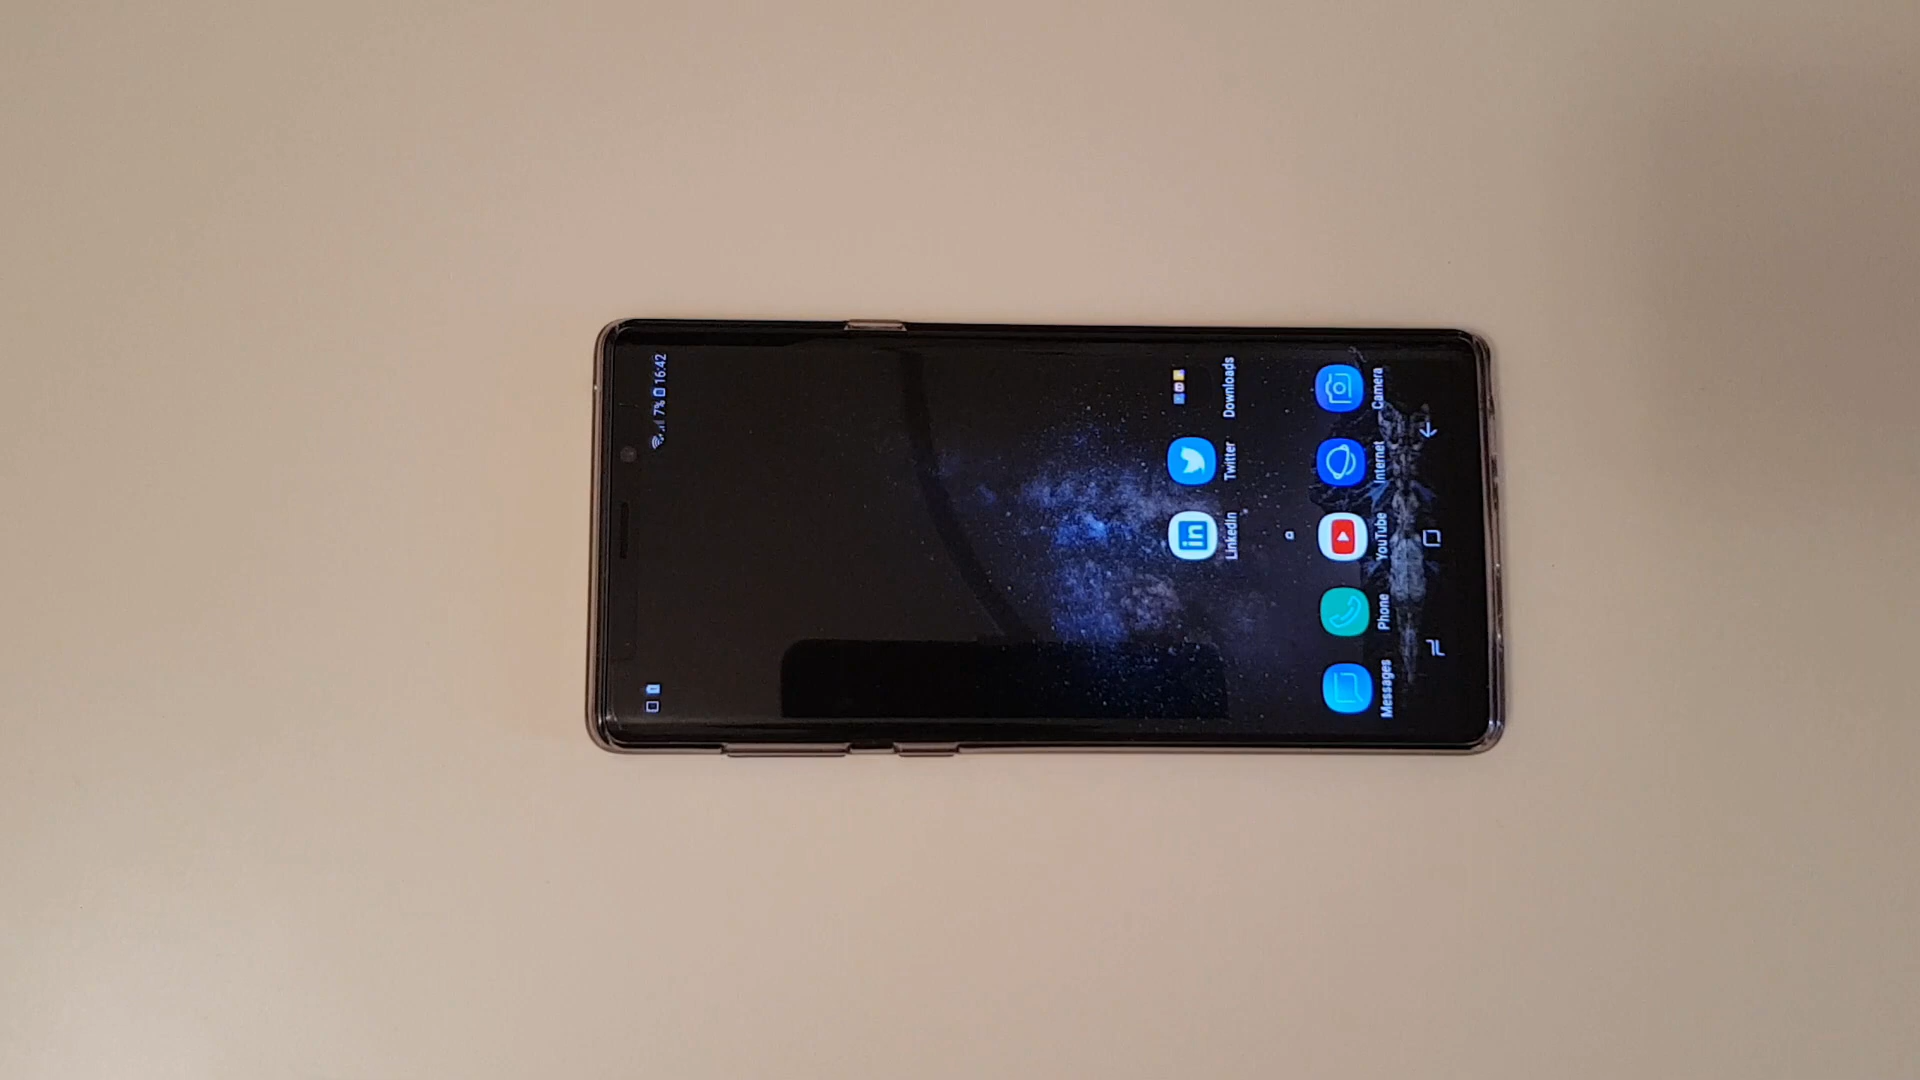 7% 16:42
LinkedIn Twitter Downloads
Messages Phone YouTube Internet Camera